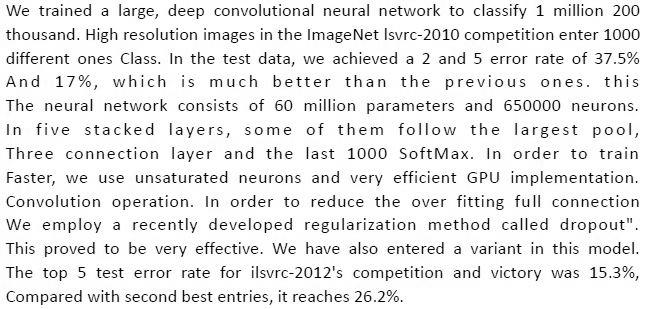 We trained a large, deep convolutional neural network to classify 1 million 200
thousand. High resolution images in the ImageNet lsvrc-2010 competition enter 1000
different ones Class. In the test data, we achieved a 2 and 5 error rate of 37.5%
And 17%, which is much better than the previous ones. this
The neural network consists of 60 million parameters and 650000 neurons.
In five stacked layers, some of them follow the largest pool,
Three connection layer and the last 1000 SoftMax. In order to train
Faster, we use unsaturated neurons and very efficient GPU implementation.
Convolution operation. In order to reduce the over fitting full connection
We employ a recently developed regularization method called dropout".
This proved to be very effective. We have also entered a variant in this model.
The top 5 test error rate for ilsvrc-2012's competition and victory was 15.3%,
Compared with second best entries, it reaches 26.2%.